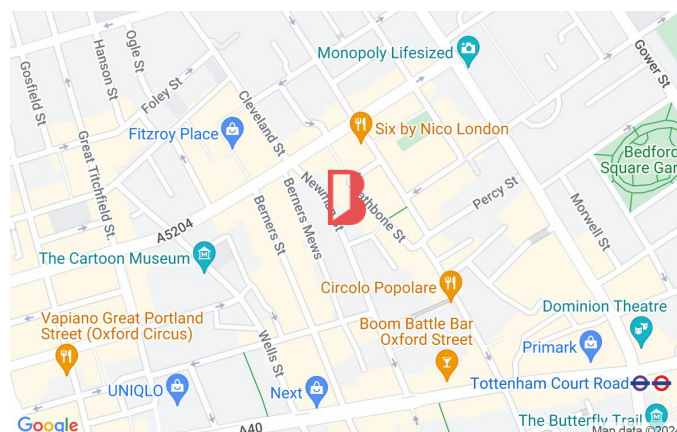 Ogle St
Hanson St
Gosfield St
Foley St
Monopoly Lifesized
Gower St
Cleveland St
Fitzroy Place
Six by Nico London
Great Titchfield St.
Bedford
Square Gar
Newman St
Percy St
Berners Mews
Berners St
Morwell St
A5204
The Cartoon Museum
Circolo Popolare
Dominion Theatre
Vapiano Great Portland
Street (Oxford Circus)
Boom Battle Bar
Oxford Street
Wells St
Primark
UNIQLO
Next
Tottenham Court Road
A40
The Butterfly Trail
Google
Map data ©2024